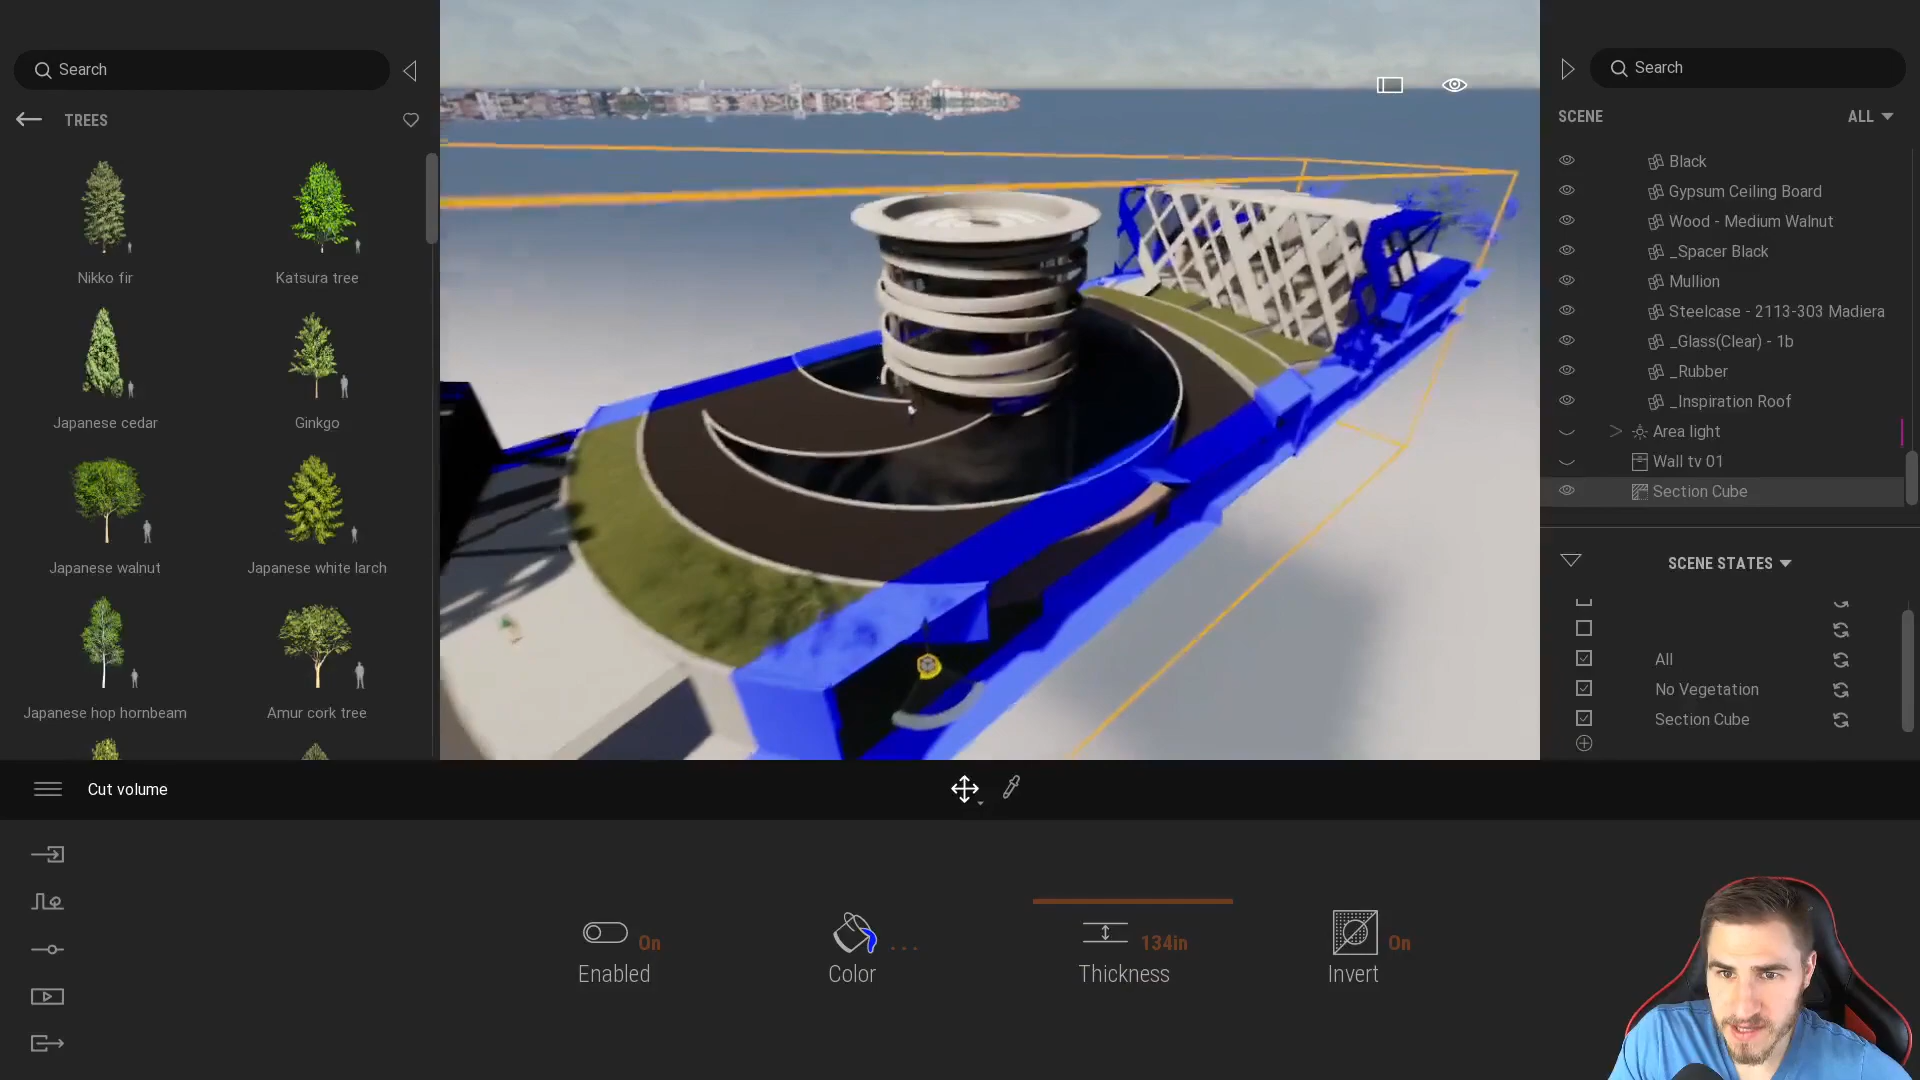 Search
TREES
Nikko fir
Katsura tree
Japanese cedar
Ginkgo
Japanese walnut
Japanese white larch
Japanese hop hornbeam
Amur cork tree
Search
SCENE
ALL
Black
Gypsum Ceiling Board
Wood - Medium Walnut
_Spacer Black
Mullion
Steelcase - 2113-303 Madiera
_Glass(Clear) - 1b
_Rubber
_Inspiration Roof
> Area light
Wall tv 01
Section Cube
SCENE STATES
All
No Vegetation
Section Cube
Cut volume
On
Enabled
...
Color
134in
Thickness
On
Invert